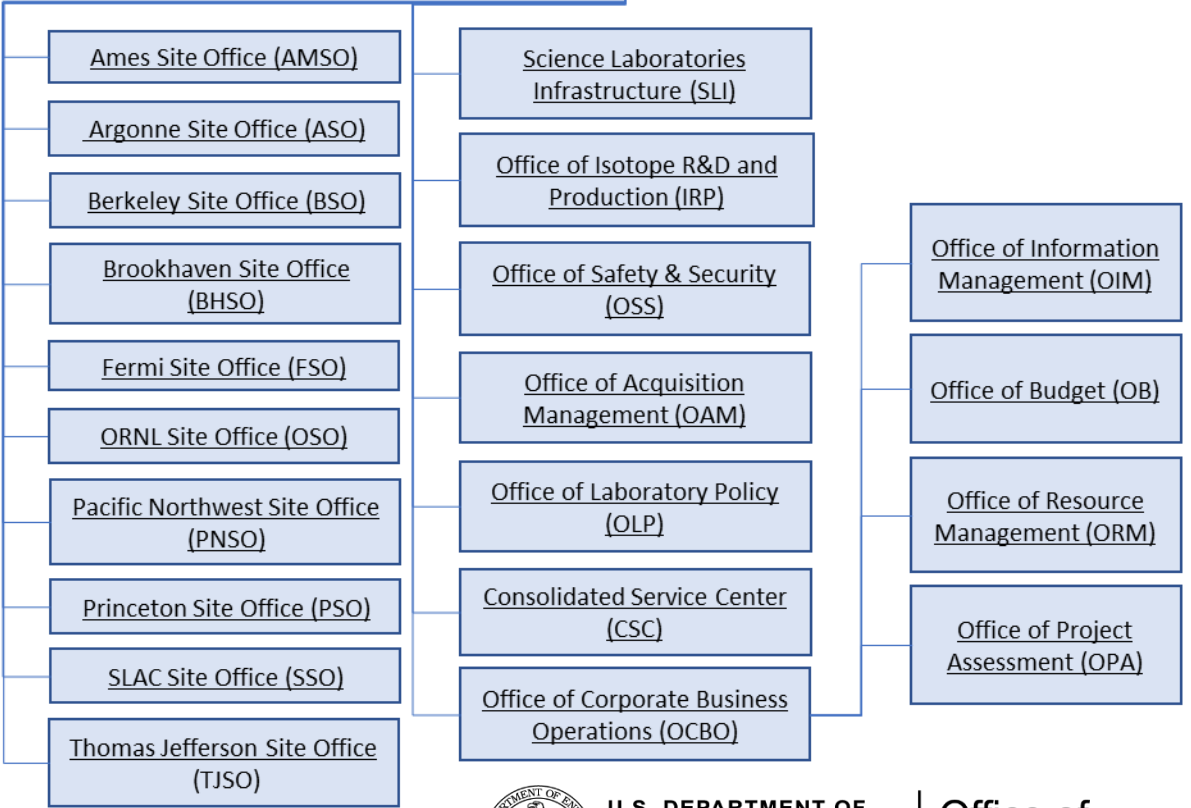 Ames Site Office (AMSO)
Argonne Site Office (ASO)
Berkeley Site Office (BSO)
Brookhaven Site Office
(BHSO)
Fermi Site Office (FSO)
ORNL Site Office (OSO)
Pacific Northwest Site Office
(PNSO)
Princeton Site Office (PSO)
SLAC Site Office (SSO)
Thomas Jefferson Site Office
(TJSO)
Science Laboratories
Infrastructure (SLI)
Office of Isotope R&D and
Production (IRP)
Office of Safety & Security
(OSS)
Office of Acquisition
Management (OAM)
Office of Laboratory Policy
(OLP)
Consolidated Service Center
(CSC)
Office of Corporate Business
Operations (OCBO)
Office of Information
Management (OIM)
Office of Budget (OB)
Office of Resource
Management (ORM)
Office of Project
Assessment (OPA)
U.S. DEPARTMENT OF
Office of